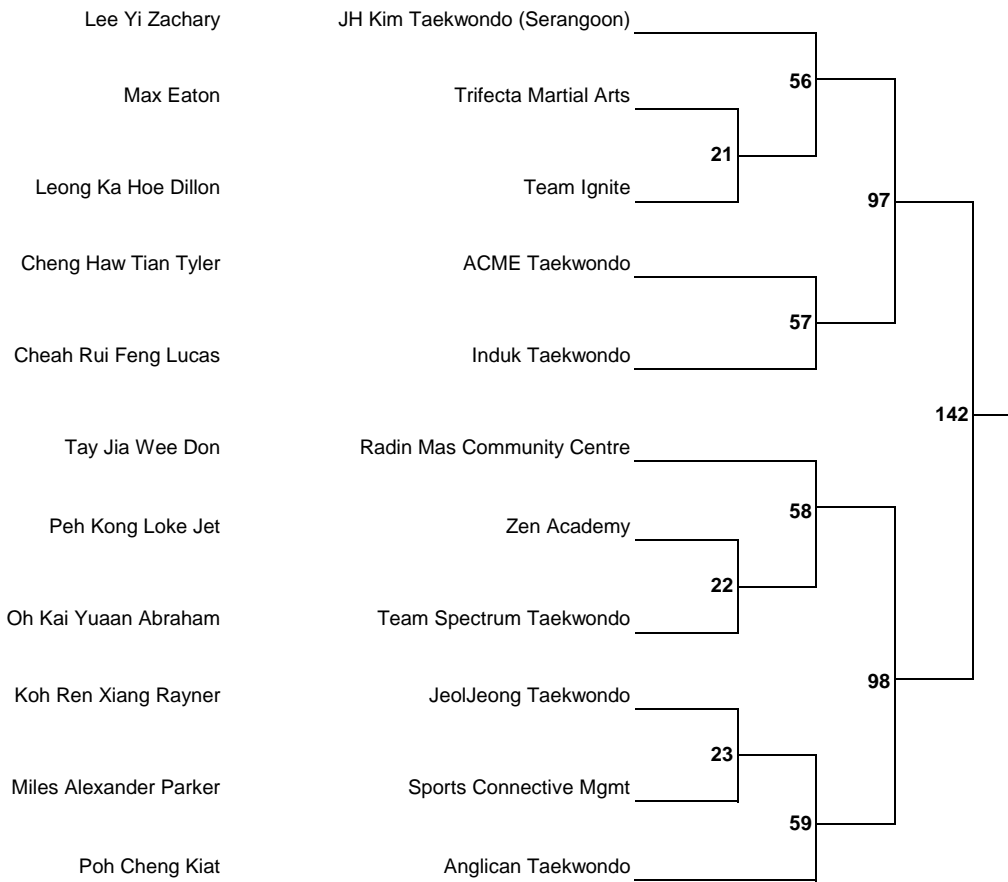 Lee Yi Zachary JH Kim Taekwondo (Serangoon)
56
Max Eaton Trifecta Martial Arts
21
Leong Ka Hoe Dillon Team Ignite
97
Cheng Haw Tian Tyler ACME Taekwondo
57
Cheah Rui Feng Lucas Induk Taekwondo
142
Tay Jia Wee Don Radin Mas Community Centre
58
Peh Kong Loke Jet Zen Academy
22
Oh Kai Yuaan Abraham Team Spectrum Taekwondo
98
Koh Ren Xiang Rayner JeolJeong Taekwondo
23
Miles Alexander Parker Sports Connective Mgmt
59
Poh Cheng Kiat Anglican Taekwondo